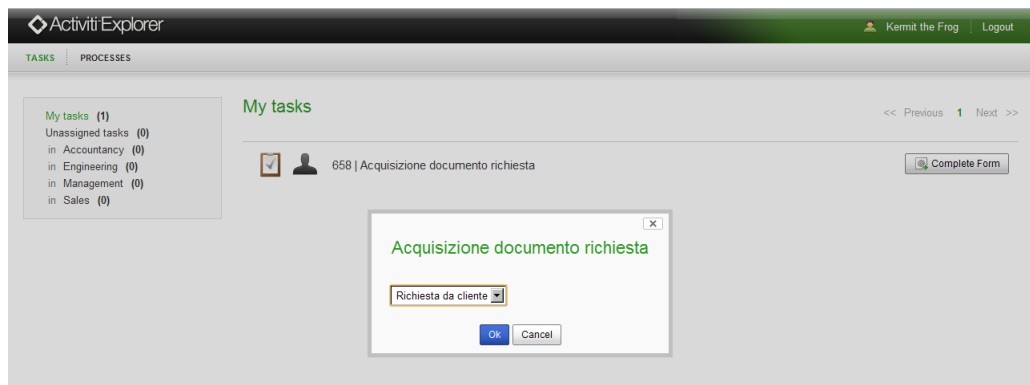 Activiti Explorer
Kermit the Frog Logout
TASKS PROCESSES
My tasks (1)
Unassigned tasks (0)
in Accountancy (0)
in Engineering (0)
in Management (0)
in Sales (0)
My tasks
<< Previous 1 Next >>
658 | Acquisizione documento richiesta
Complete Form
Acquisizione documento richiesta
Richiesta da cliente
Ok Cancel